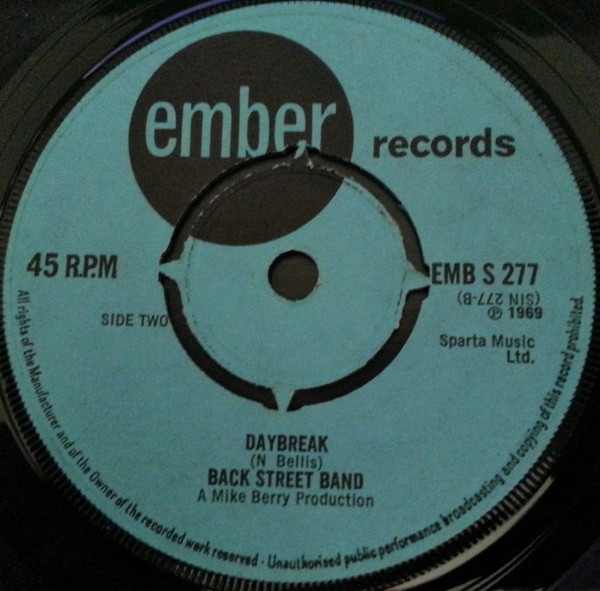 ember
records
45 R.P.M
EMB S 277
(SIN 277-B)
℗ 1969
SIDE TWO
Sparta Music
Ltd.
DAYBREAK
(N Bellis)
BACK STREET BAND
A Mike Berry Production
All rights of the Manufacturer and of the Owner of the recorded work reserved · Unauthorised public performance broadcasting and copying of this record prohibited.